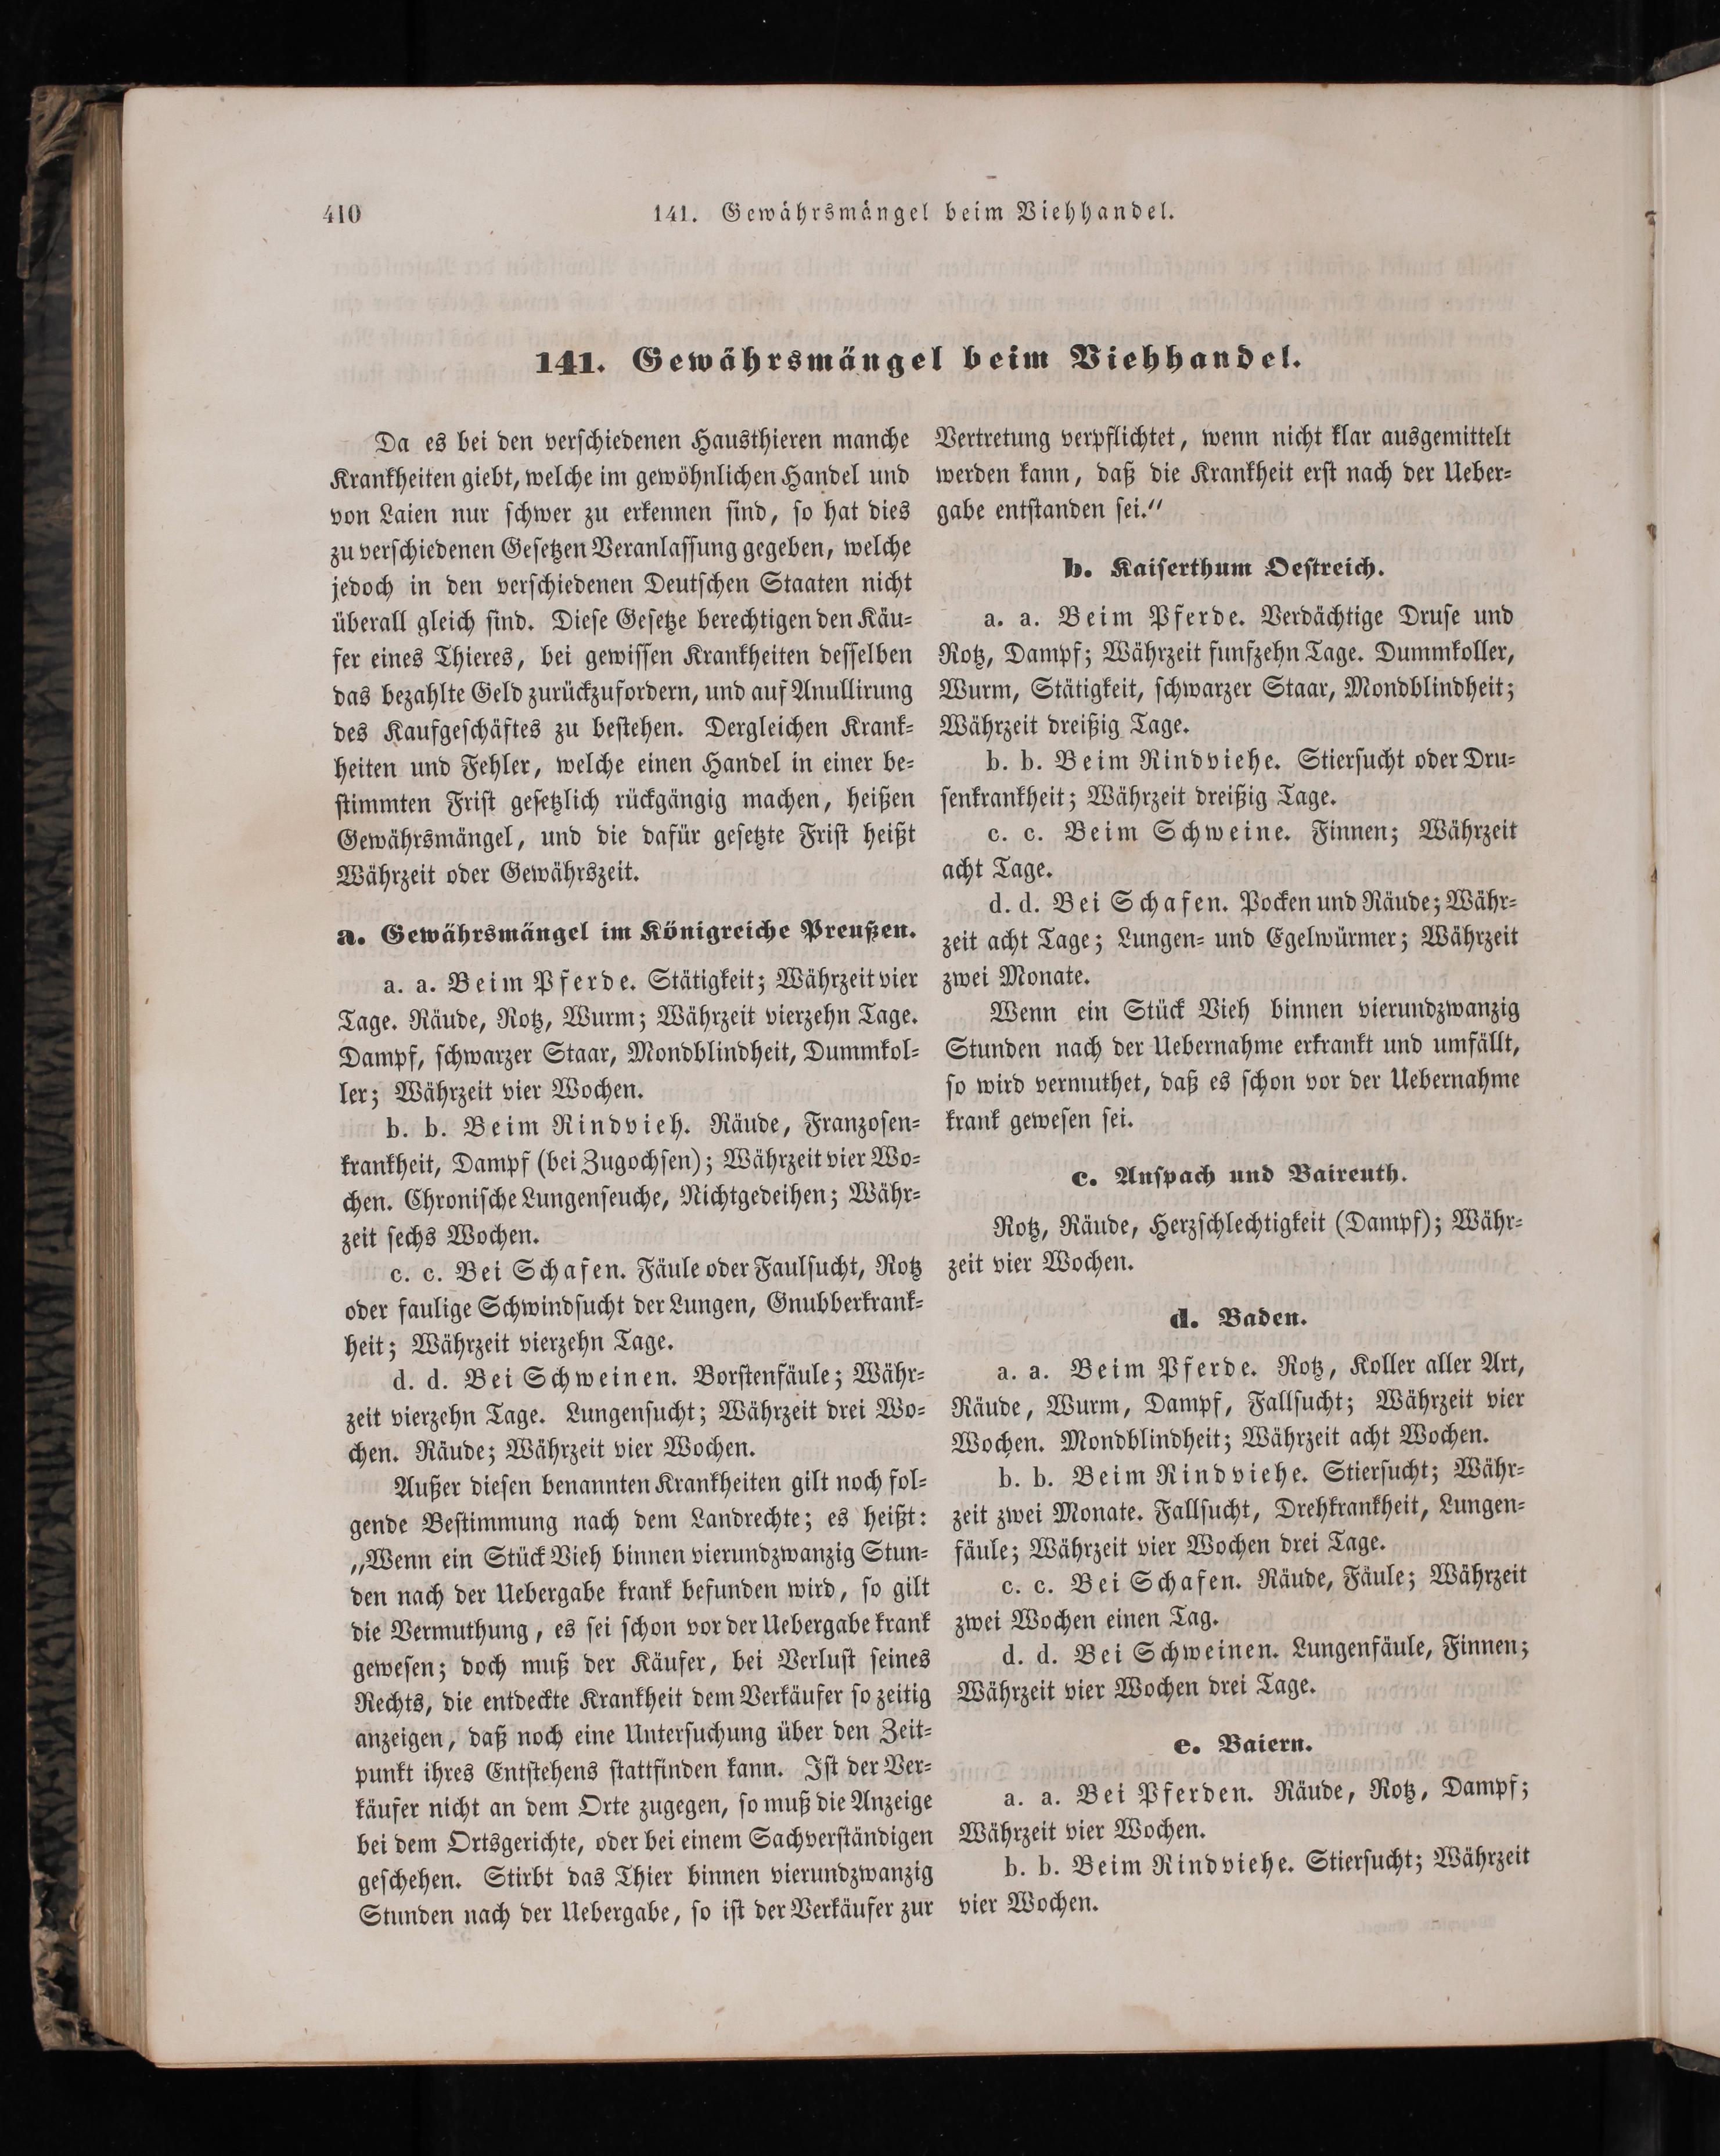 410
141. Gewährsmängel beim Viehhandel.
141. Gewährsmängel beim Viehhandel.
Da es bei den verschiedenen Hausthieren manche
Krankheiten giebt, welche im gewöhnlichen Handel und
von Laien nur schwer zu erkennen sind, so hat dies
zu verschiedenen Gesetzen Veranlassung gegeben, welche
jedoch in den verschiedenen Deutschen Staaten nicht
überall gleich sind. Diese Gesetze berechtigen den Käu-
fer eines Thieres, bei gewissen Krankheiten desselben
das bezahlte Geld zurückzufordern, und auf Anullirung
des Kaufgeschäftes zu bestehen. Dergleichen Krank-
heiten und Fehler, welche einen Handel in einer be-
stimmten Frist gesetzlich rückgängig machen, heißen
Gewährsmängel, und die dafür gesetzte Frist heißt
Währzeit oder Gewährszeit.
a. Gewährsmängel im Königreiche Preußen.
a. a. Beim Pferde. Stätigkeit; Währzeit vier
Tage. Räude, Rotz, Wurm; Währzeit vierzehn Tage.
Dampf, schwarzer Staar, Mondblindheit, Dummkol-
ler; Währzeit vier Wochen.
b. b. Beim Rindvieh. Räude, Franzosen-
krankheit, Dampf (bei Zugochsen); Währzeit vier Wo-
chen. Chronische Lungenseuche, Nichtgedeihen; Währ-
zeit sechs Wochen.
c. c. Bei Schafen. Fäule oder Faulsucht, Rotz
oder faulige Schwindsucht der Lungen, Gnubberkrank-
heit; Währzeit vierzehn Tage.
d. d. Bei Schweinen. Borstenfäule; Währ-
zeit vierzehn Tage. Lungensucht; Währzeit drei Wo-
chen. Räude; Währzeit vier Wochen.
Außer diesen benannten Krankheiten gilt noch fol-
gende Bestimmung nach dem Landrechte; es heißt:
„Wenn ein Stück Vieh binnen vierundzwanzig Stun-
den nach der Uebergabe krank befunden wird, so gilt
die Vermuthung, es sei schon vor der Uebergabe krank
gewesen; doch muß der Käufer, bei Verlust seines
Rechts, die entdeckte Krankheit dem Verkäufer so zeitig
anzeigen, daß noch eine Untersuchung über den Zeit-
punkt ihres Entstehens stattfinden kann. Ist der Ver-
käufer nicht an dem Orte zugegen, so muß die Anzeige
bei dem Ortsgerichte, oder bei einem Sachverständigen
geschehen. Stirbt das Thier binnen vierundzwanzig
Stunden nach der Uebergabe, so ist der Verkäufer zur
Vertretung verpflichtet, wenn nicht klar ausgemittelt
werden kann, daß die Krankheit erst nach der Ueber-
gabe entstanden sei.“
b. Kaiserthum Oestreich.
a. a. Beim Pferde. Verdächtige Druse und
Rotz, Dampf; Währzeit funfzehn Tage. Dummkoller,
Wurm, Stätigkeit, schwarzer Staar, Mondblindheit;
Währzeit dreißig Tage.
b. b. Beim Rindviehe. Stiersucht oder Dru-
senkrankheit; Währzeit dreißig Tage.
c. c. Beim Schweine. Finnen; Währzeit
acht Tage.
d. d. Bei Schafen. Pocken und Räude; Währ-
zeit acht Tage; Lungen- und Egelwürmer; Währzeit
zwei Monate.
Wenn ein Stück Vieh binnen vierundzwanzig
Stunden nach der Uebernahme erkrankt und umfällt,
so wird vermuthet, daß es schon vor der Uebernahme
krank gewesen sei.
c. Anspach und Baireuth.
Rotz, Räude, Herzschlechtigkeit (Dampf); Währ-
zeit vier Wochen.
d. Baden.
a. a. Beim Pferde. Rotz, Koller aller Art,
Räude, Wurm, Dampf, Fallsucht; Währzeit vier
Wochen. Mondblindheit; Währzeit acht Wochen.
b. b. Beim Rindviehe. Stiersucht; Währ-
zeit zwei Monate. Fallsucht, Drehkrankheit, Lungen-
fäule; Währzeit vier Wochen drei Tage.
c. c. Bei Schafen. Räude, Fäule; Währzeit
zwei Wochen einen Tag.
d. d. Bei Schweinen. Lungenfäule, Finnen;
Währzeit vier Wochen drei Tage.
e. Baiern.
a. a. Bei Pferden. Räude, Rotz, Dampf;
Währzeit vier Wochen.
b. b. Beim Rindviehe. Stiersucht; Währzeit
vier Wochen.